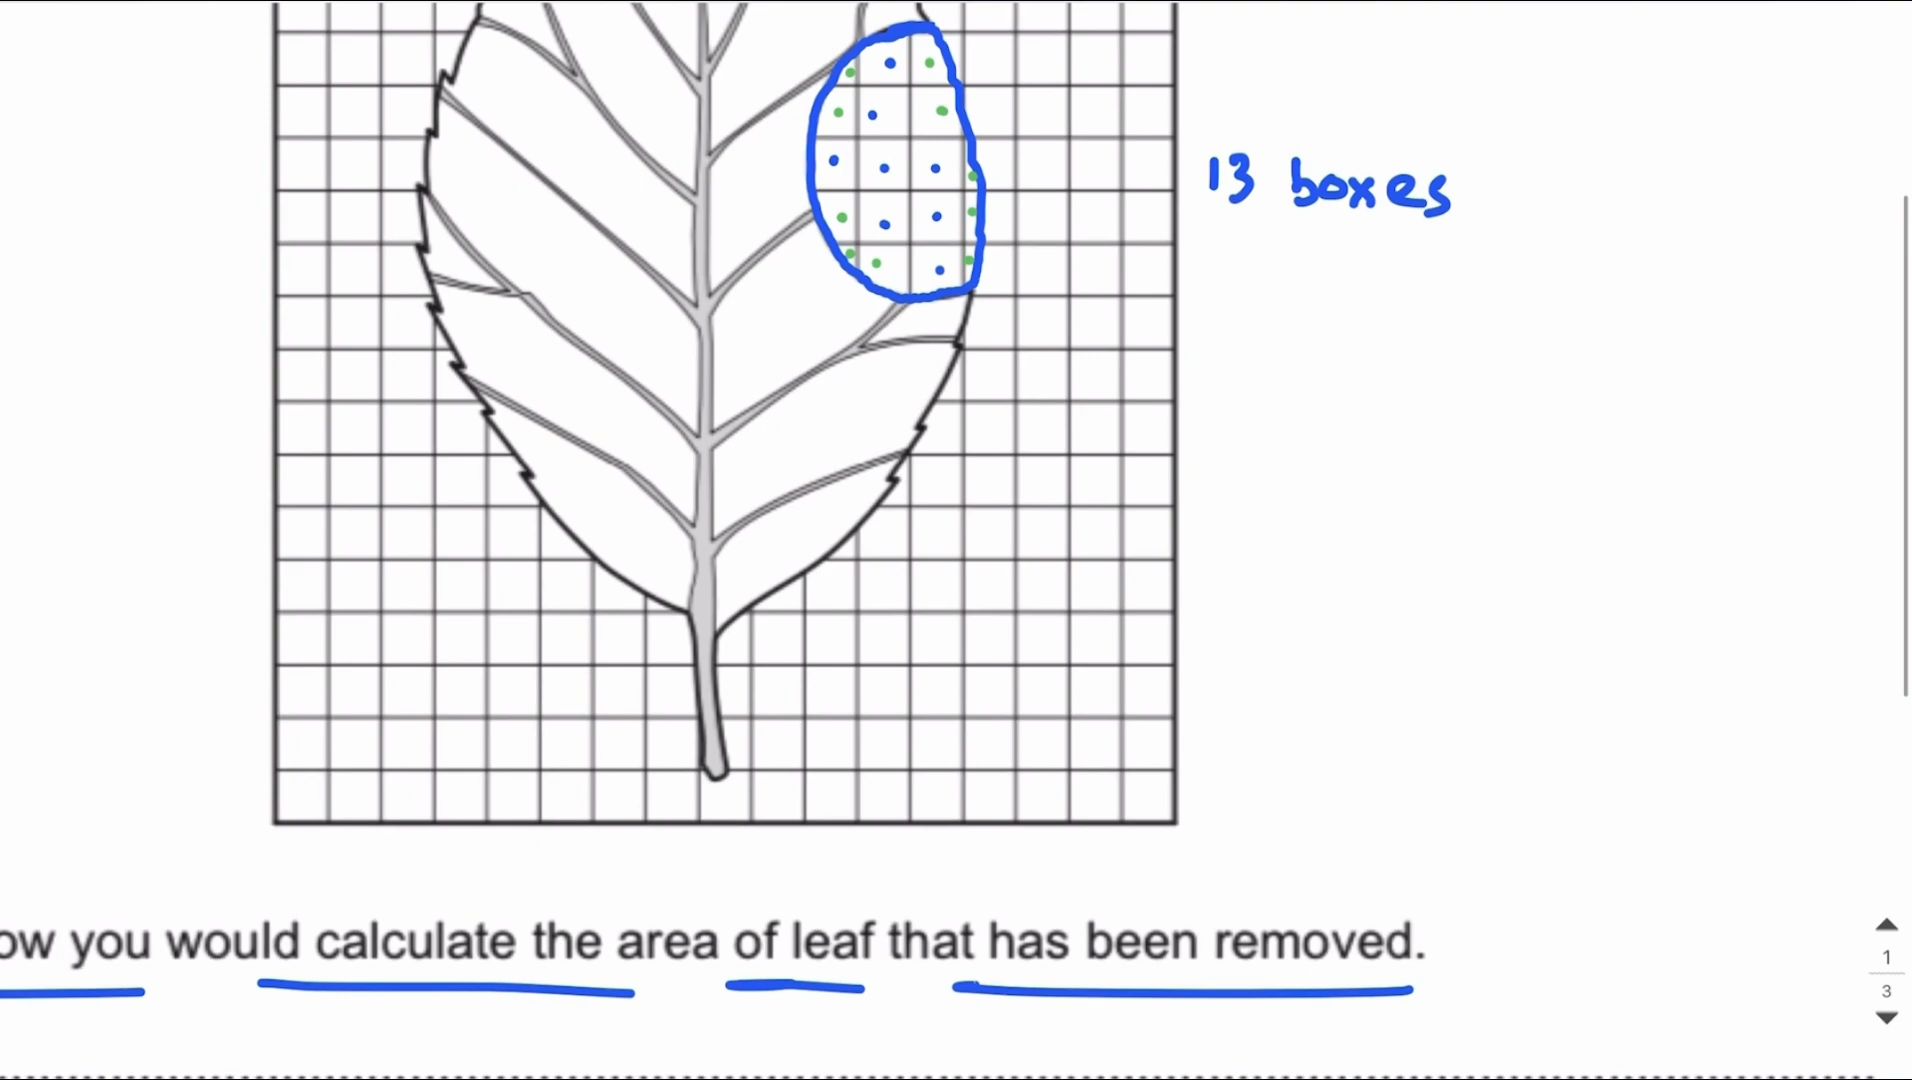 13 boxes
ow you would calculate the area of leaf that has been removed.
1
3